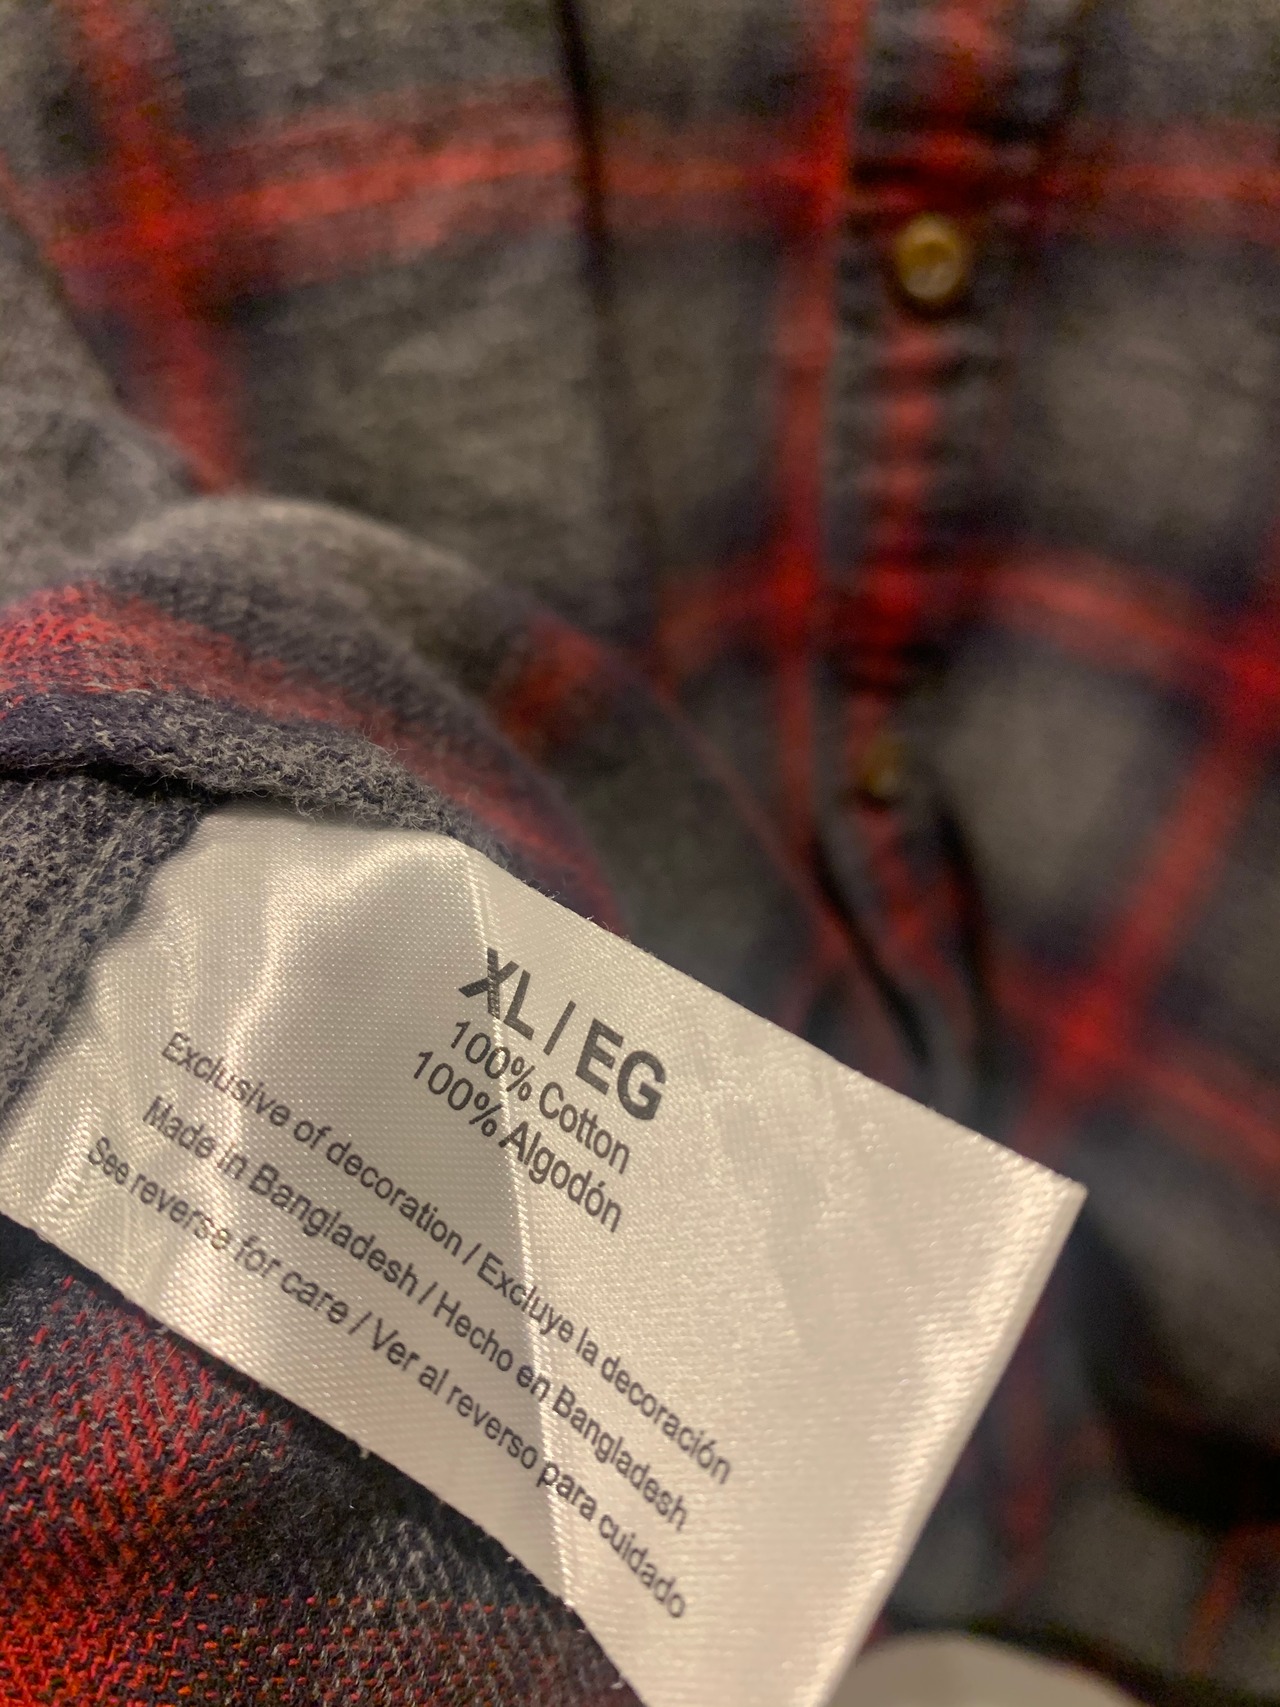 XL / EG
100% Cotton
100% Algodón
Exclusive of decoration / Excluye la decoración
Made in Bangladesh / Hecho en Bangladesh
See reverse for care / Ver al reverso para cuidado